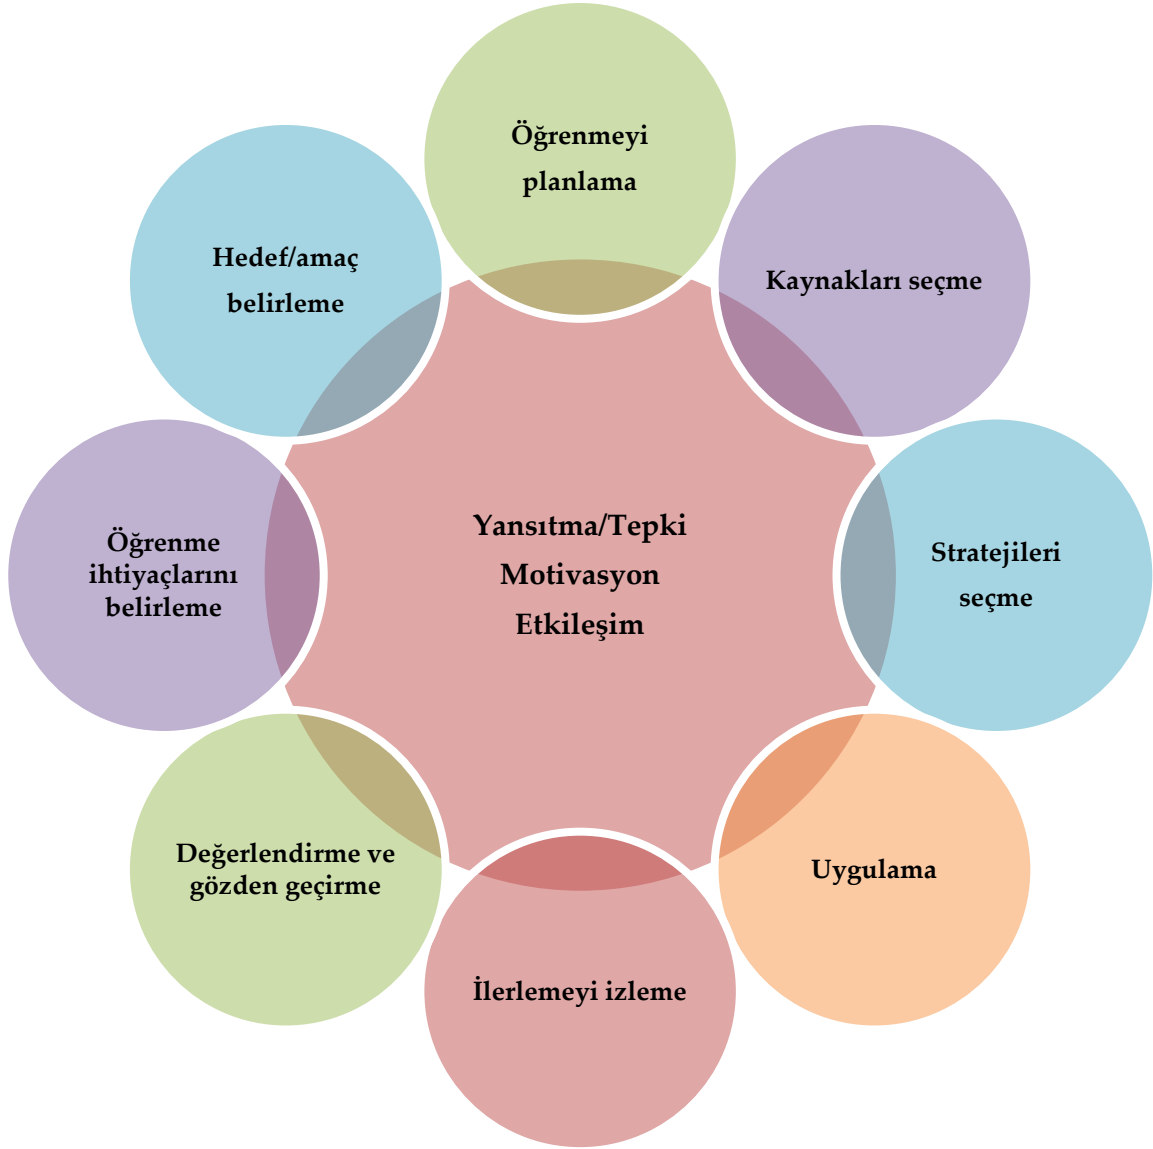 Öğrenmeyi
planlama
Hedef/amaç
belirleme
Kaynakları seçme
Yansıtma/Tepki
Motivasyon
Etkileşim
Öğrenme
ihtiyaçlarını
belirleme
Stratejileri
seçme
Değerlendirme ve
gözden geçirme
Uygulama
İlerlemeyi izleme